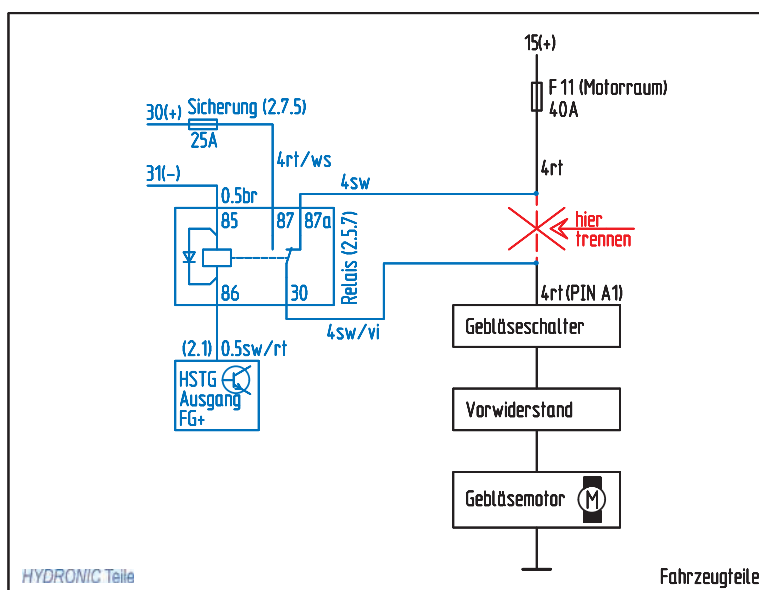 15(+)
F 11 (Motorraum)
40A
30(+) Sicherung (2.7.5)
25A
4rt/ws
31(-)
0.5br
4sw
4rt
85 87 87a
hier
trennen
Relais (2.5.7)
86 30
4sw/vi
4rt(PIN A1)
Gebläseschalter
(2.1) 0.5sw/rt
HSTG
Ausgang
FG+
Vorwiderstand
Gebläsemotor M
HYDRONIC Teile
Fahrzeugteile